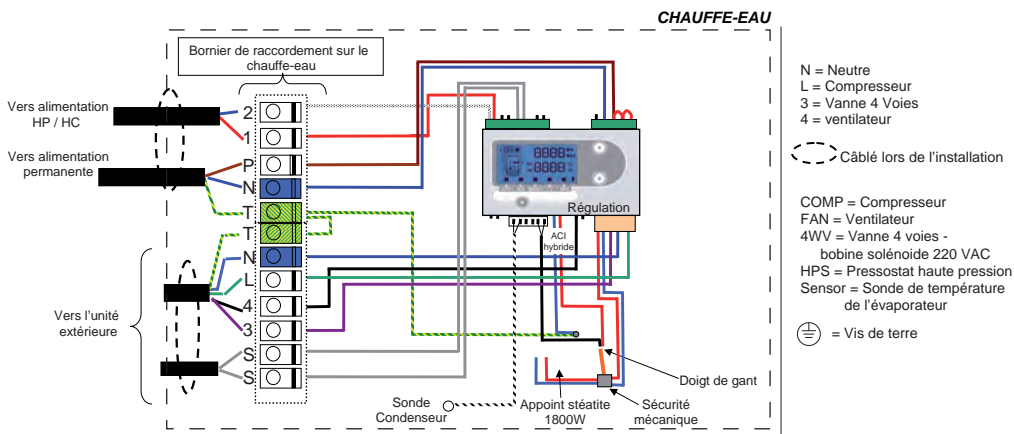 CHAUFFE-EAU
Bornier de raccordement sur le
chauffe-eau
Vers alimentation
HP / HC
Vers alimentation
permanente
2
1
P
N
T
T
N
L
4
3
S
S
Vers l'unité
extérieure
8888
8888
Régulation
ACI
hybride
Doigt de gant
Sonde
Condenseur
Appoint stéatite
1800W
Sécurité
mécanique
N = Neutre
L = Compresseur
3 = Vanne 4 Voies
4 = ventilateur
Câblé lors de l'installation
COMP = Compresseur
FAN = Ventilateur
4WV = Vanne 4 voies -
bobine solénoide 220 VAC
HPS = Pressostat haute pression
Sensor = Sonde de température
de l'évaporateur
= Vis de terre